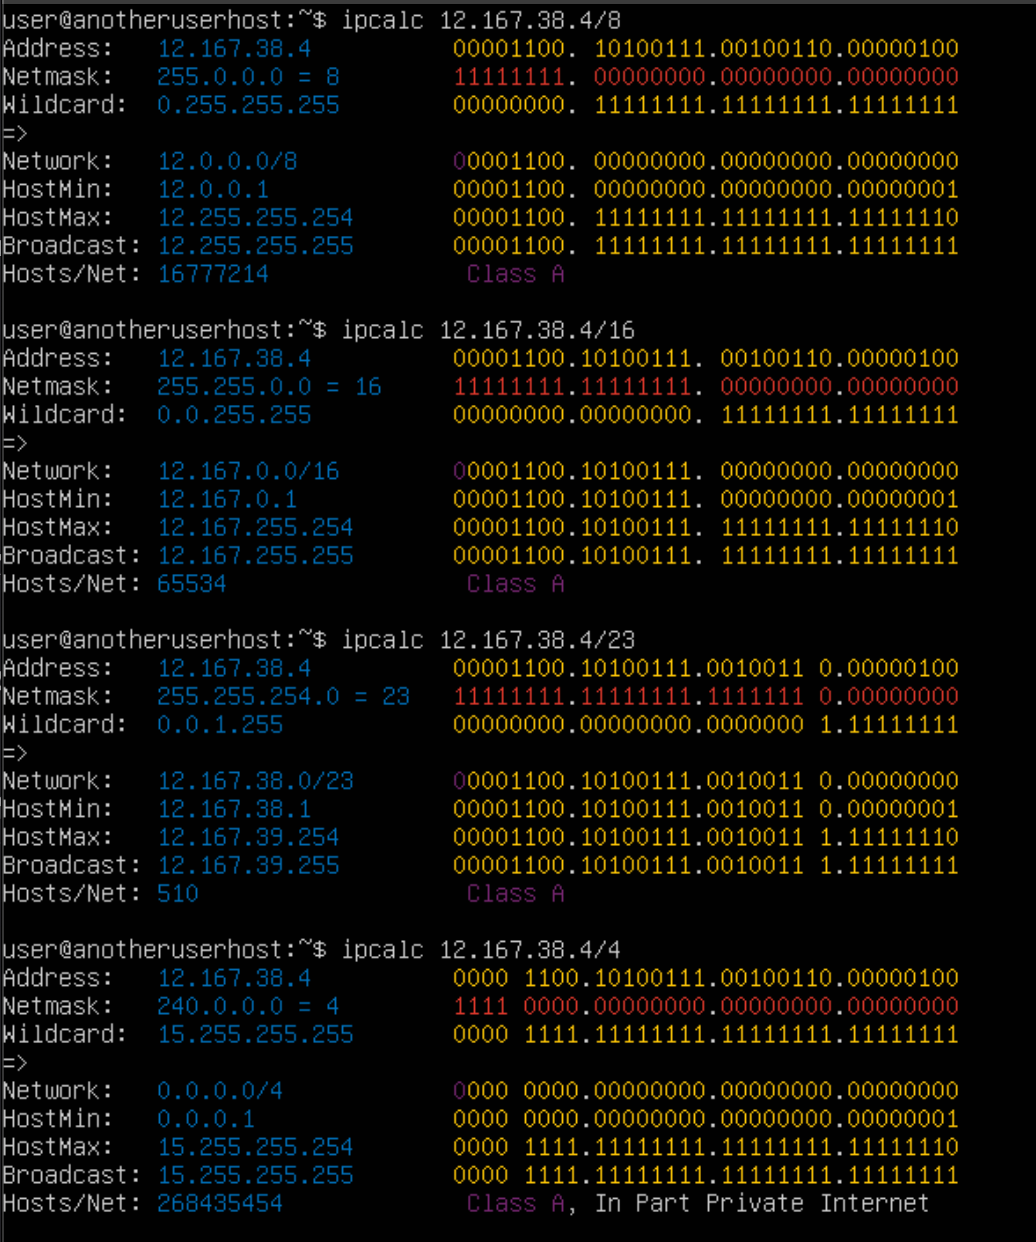 user@anotheruserhost:~$ ipcalc 12.167.38.4/8
Address:   12.167.38.4          00001100. 10100111.00100110.00000100
Netmask:   255.0.0.0 = 8        11111111. 00000000.00000000.00000000
Wildcard:  0.255.255.255        00000000. 11111111.11111111.11111111
=>
Network:   12.0.0.0/8           00001100. 00000000.00000000.00000000
HostMin:   12.0.0.1             00001100. 00000000.00000000.00000001
HostMax:   12.255.255.254       00001100. 11111111.11111111.11111110
Broadcast: 12.255.255.255       00001100. 11111111.11111111.11111111
Hosts/Net: 16777214              Class A

user@anotheruserhost:~$ ipcalc 12.167.38.4/16
Address:   12.167.38.4          00001100.10100111. 00100110.00000100
Netmask:   255.255.0.0 = 16     11111111.11111111. 00000000.00000000
Wildcard:  0.0.255.255          00000000.00000000. 11111111.11111111
=>
Network:   12.167.0.0/16        00001100.10100111. 00000000.00000000
HostMin:   12.167.0.1           00001100.10100111. 00000000.00000001
HostMax:   12.167.255.254       00001100.10100111. 11111111.11111110
Broadcast: 12.167.255.255       00001100.10100111. 11111111.11111111
Hosts/Net: 65534                 Class A

user@anotheruserhost:~$ ipcalc 12.167.38.4/23
Address:   12.167.38.4          00001100.10100111.0010011 0.00000100
Netmask:   255.255.254.0 = 23   11111111.11111111.1111111 0.00000000
Wildcard:  0.0.1.255            00000000.00000000.0000000 1.11111111
=>
Network:   12.167.38.0/23       00001100.10100111.0010011 0.00000000
HostMin:   12.167.38.1          00001100.10100111.0010011 0.00000001
HostMax:   12.167.39.254        00001100.10100111.0010011 1.11111110
Broadcast: 12.167.39.255        00001100.10100111.0010011 1.11111111
Hosts/Net: 510                   Class A

user@anotheruserhost:~$ ipcalc 12.167.38.4/4
Address:   12.167.38.4          0000 1100.10100111.00100110.00000100
Netmask:   240.0.0.0 = 4        1111 0000.00000000.00000000.00000000
Wildcard:  15.255.255.255       0000 1111.11111111.11111111.11111111
=>
Network:   0.0.0.0/4            0000 0000.00000000.00000000.00000000
HostMin:   0.0.0.1              0000 0000.00000000.00000000.00000001
HostMax:   15.255.255.254       0000 1111.11111111.11111111.11111110
Broadcast: 15.255.255.255       0000 1111.11111111.11111111.11111111
Hosts/Net: 268435454             Class A, In Part Private Internet